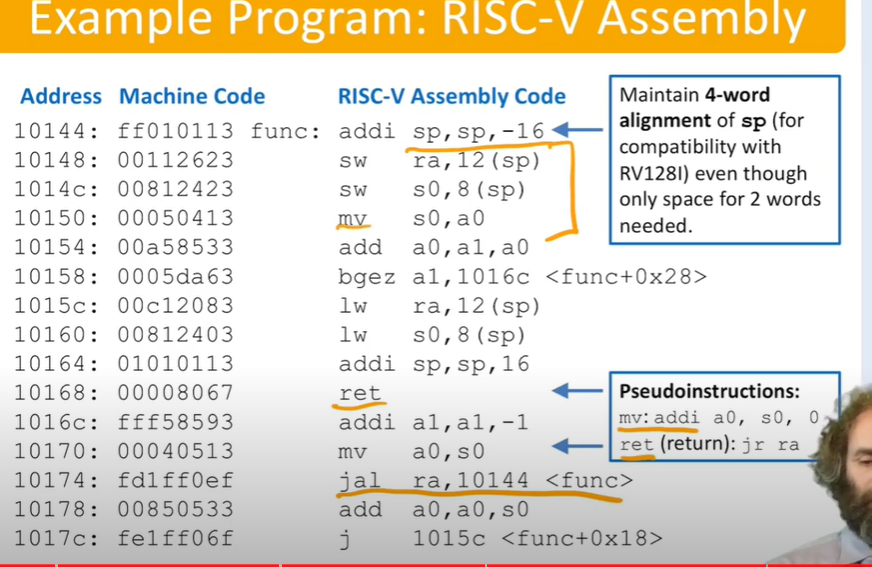 Example Program: RISC-V Assembly
Address Machine Code RISC-V Assembly Code
10144: ff010113 func: addi sp,sp,-16
10148: 00112623 sw ra,12(sp)
1014c: 00812423 sw s0,8(sp)
10150: 00050413 mv s0,a0
10154: 00a58533 add a0,a1,a0
10158: 0005da63 bgez a1,1016c <func+0x28>
1015c: 00c12083 lw ra,12(sp)
10160: 00812403 lw s0,8(sp)
10164: 01010113 addi sp,sp,16
10168: 00008067 ret
1016c: fff58593 addi a1,a1,-1
10170: 00040513 mv a0,s0
10174: fd1ff0ef jal ra,10144 <func>
10178: 00850533 add a0,a0,s0
1017c: fe1ff06f j 1015c <func+0x18>
Maintain 4-word
alignment of sp (for
compatibility with
RV128I) even though
only space for 2 words
needed.
Pseudoinstructions:
mv: addi a0, s0, 0
ret (return): jr ra